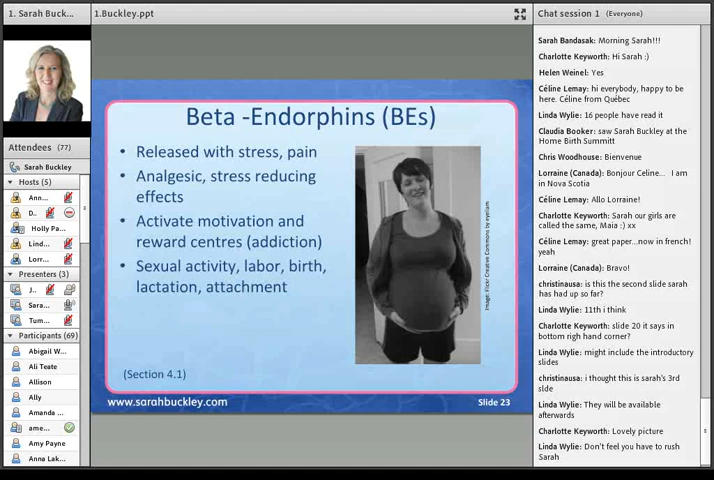 1. Sarah Buck...
1.Buckley.ppt
Attendees (77)
Sarah Buckley
Hosts (5)
Ann...
D..
Holly Pa...
Lind...
Lorr...
Presenters (3)
J..
Sara...
Tum...
Participants (69)
Abigail W...
Ali Teate
Allison
Ally
Amanda ...
ame...
Amy Payne
Anna Lak...
Beta -Endorphins (BEs)
• Released with stress, pain
• Analgesic, stress reducing
effects
• Activate motivation and
reward centres (addiction)
• Sexual activity, labor, birth,
lactation, attachment
(Section 4.1)
Image: Flickr Creative Commons by eyeliam
www.sarahbuckley.com
Slide 23
Chat session 1 (Everyone)
Sarah Bandasak: Morning Sarah!!!
Charlotte Keyworth: Hi Sarah :)
Helen Weinel: Yes
Céline Lemay: hi everybody, happy to be
here. Céline from Québec
Linda Wylie: 16 people have read it
Claudia Booker: saw Sarah Buckley at the
Home Birth Summitt
Chris Woodhouse: Bienvenue
Lorraine (Canada): Bonjour Celine... I am
in Nova Scotia
Céline Lemay: Allo Lorraine!
Charlotte Keyworth: Sarah our girls are
called the same, Maia :) xx
Céline Lemay: great paper...now in french!
yeah
Lorraine (Canada): Bravo!
christinausa: is this the second slide sarah
has had up so far?
Linda Wylie: 11th i think
Charlotte Keyworth: slide 20 it says in
bottom righ hand corner?
Linda Wylie: might include the introductory
slides
christinausa: i thought this is sarah's 3rd
slde
Linda Wylie: They will be available
afterwards
Charlotte Keyworth: Lovely picture
Linda Wylie: Don't feel you have to rush
Sarah